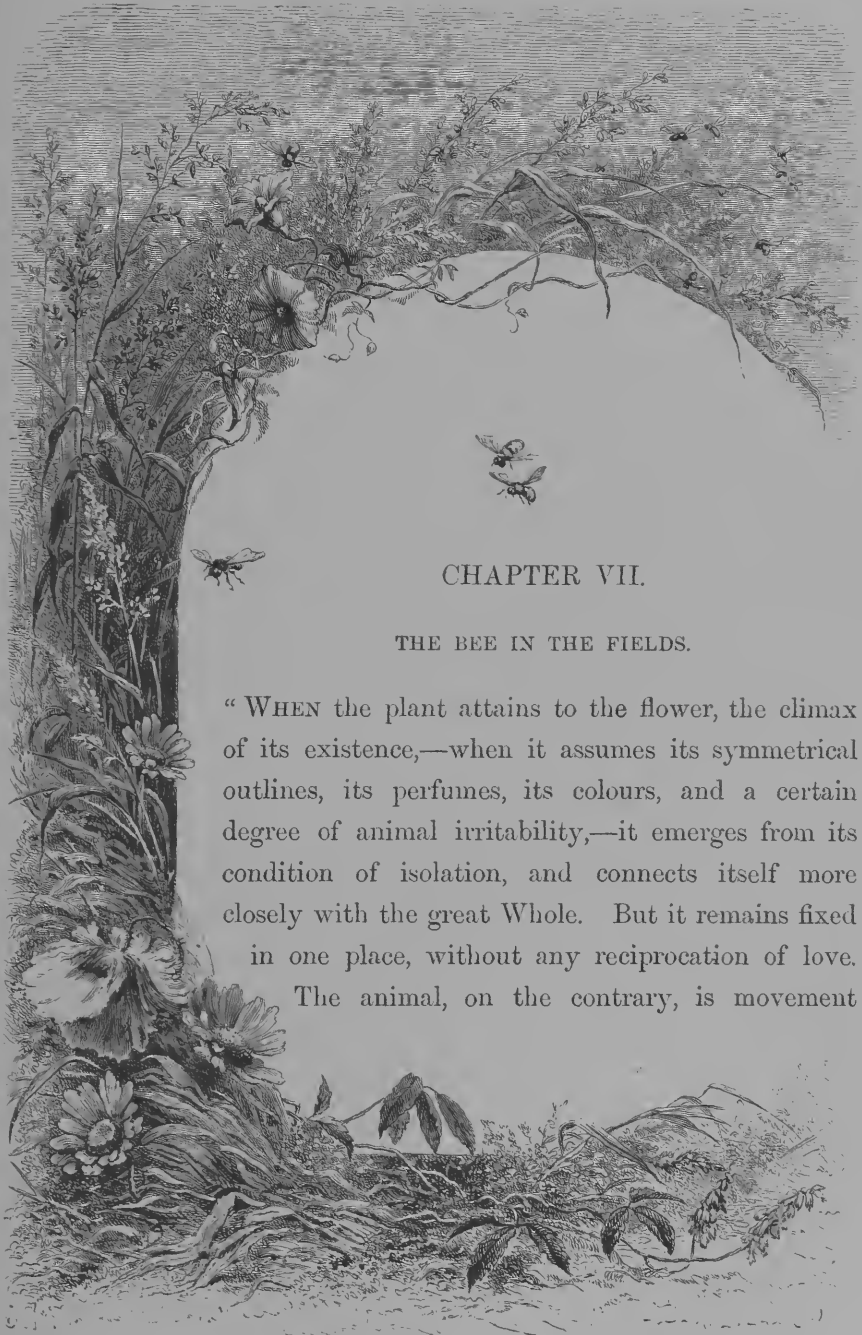 CHAPTER VII.
THE BEE IN THE FIELDS.
“ WHEN the plant attains to the flower, the climax
of its existence,—when it assumes its symmetrical
outlines, its perfumes, its colours, and a certain
degree of animal irritability,—it emerges from its
condition of isolation, and connects itself more
closely with the great Whole. But it remains fixed
in one place, without any reciprocation of love.
The animal, on the contrary, is movement